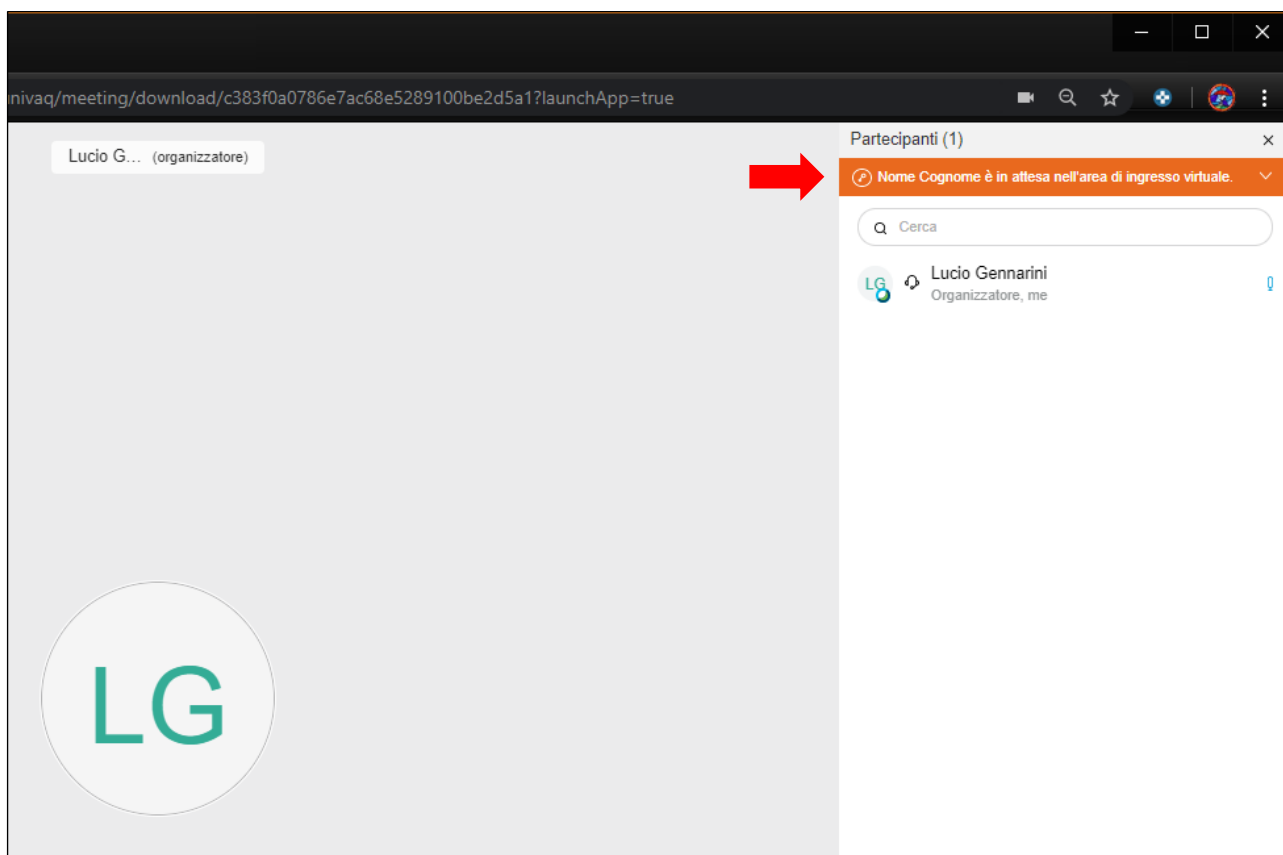 nivaq/meeting/download/c383f0a0786e7ac68e5289100be2d5a1?launchApp=true
Lucio G... (organizzatore)
Partecipanti (1)
Nome Cognome è in attesa nell'area di ingresso virtuale.
Cerca
LG
Lucio Gennarini
Organizzatore, me
LG